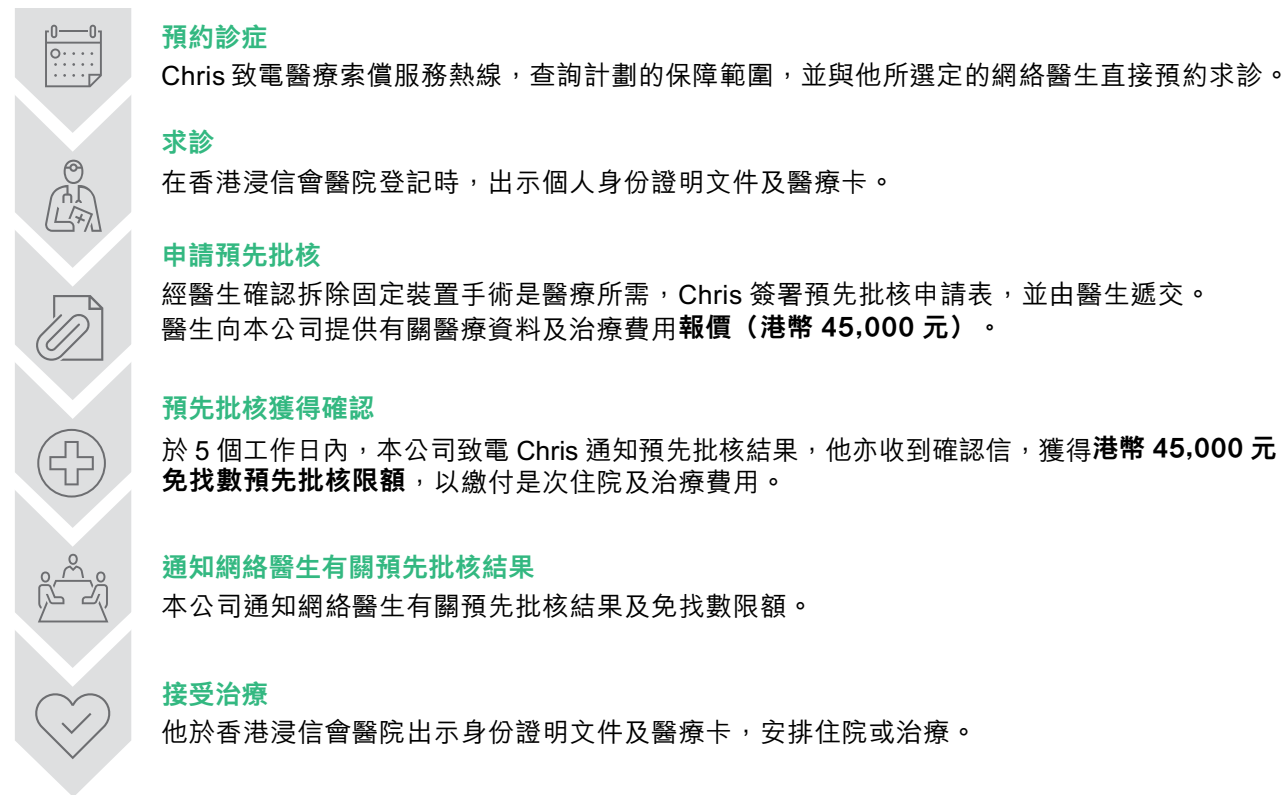 預約診症
Chris 致電醫療索償服務熱線，查詢計劃的保障範圍，並與他所選定的網絡醫生直接預約求診。
求診
在香港浸信會醫院登記時，出示個人身份證明文件及醫療卡。
申請預先批核
經醫生確認拆除固定裝置手術是醫療所需，Chris 簽署預先批核申請表，並由醫生遞交。
醫生向本公司提供有關醫療資料及治療費用報價（港幣 45,000 元）。
預先批核獲得確認
於 5 個工作日內，本公司致電 Chris 通知預先批核結果，他亦收到確認信，獲得港幣 45,000 元
免找數預先批核限額，以繳付是次住院及治療費用。
通知網絡醫生有關預先批核結果
本公司通知網絡醫生有關預先批核結果及免找數限額。
接受治療
他於香港浸信會醫院出示身份證明文件及醫療卡，安排住院或治療。